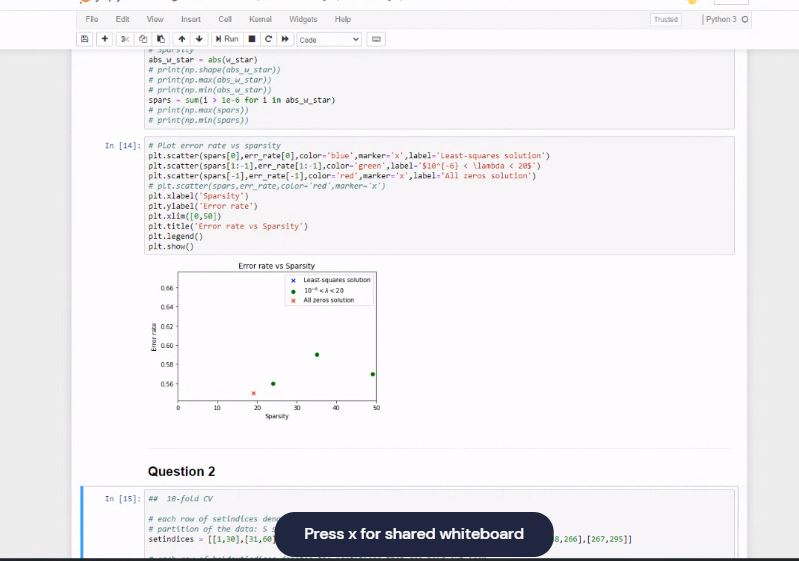 File Edit View Insert Cell Kernel Widgets Help Trusted Python 3
Run Code
# Sparsity
abs_w_star = abs(w_star)
# print(np.shape(abs_w_star))
# print(np.max(abs_w_star))
# print(np.min(abs_w_star))
spars = sum(i > 1e-6 for i in abs_w_star)
# print(np.max(spars))
# print(np.min(spars))
In [14]:
# Plot error rate vs sparsity
plt.scatter(spars[0],err_rate[0],color='blue',marker='x',label='Least-squares solution')
plt.scatter(spars[1:-1],err_rate[1:-1],color='green',label='$10^{-6} < \lambda < 20$')
plt.scatter(spars[-1],err_rate[-1],color='red',marker='x',label='All zeros solution')
# plt.scatter(spars,err_rate,color='red',marker='x')
plt.xlabel('Sparsity')
plt.ylabel('Error rate')
plt.xlim([0,50])
plt.title('Error rate vs Sparsity')
plt.legend()
plt.show()
Error rate vs Sparsity
Least-squares solution
10⁻⁶ < λ < 20
All zeros solution
0.66
0.64
0.62
0.60
0.58
0.56
Error rate
0 10 20 30 40 50
Sparsity
Question 2
In [15]:
## 10-fold CV
# each row of setindices
# partition of the data: S
setindices = [[1,30],[31,60] ,266],[267,295]]
Press x for shared whiteboard